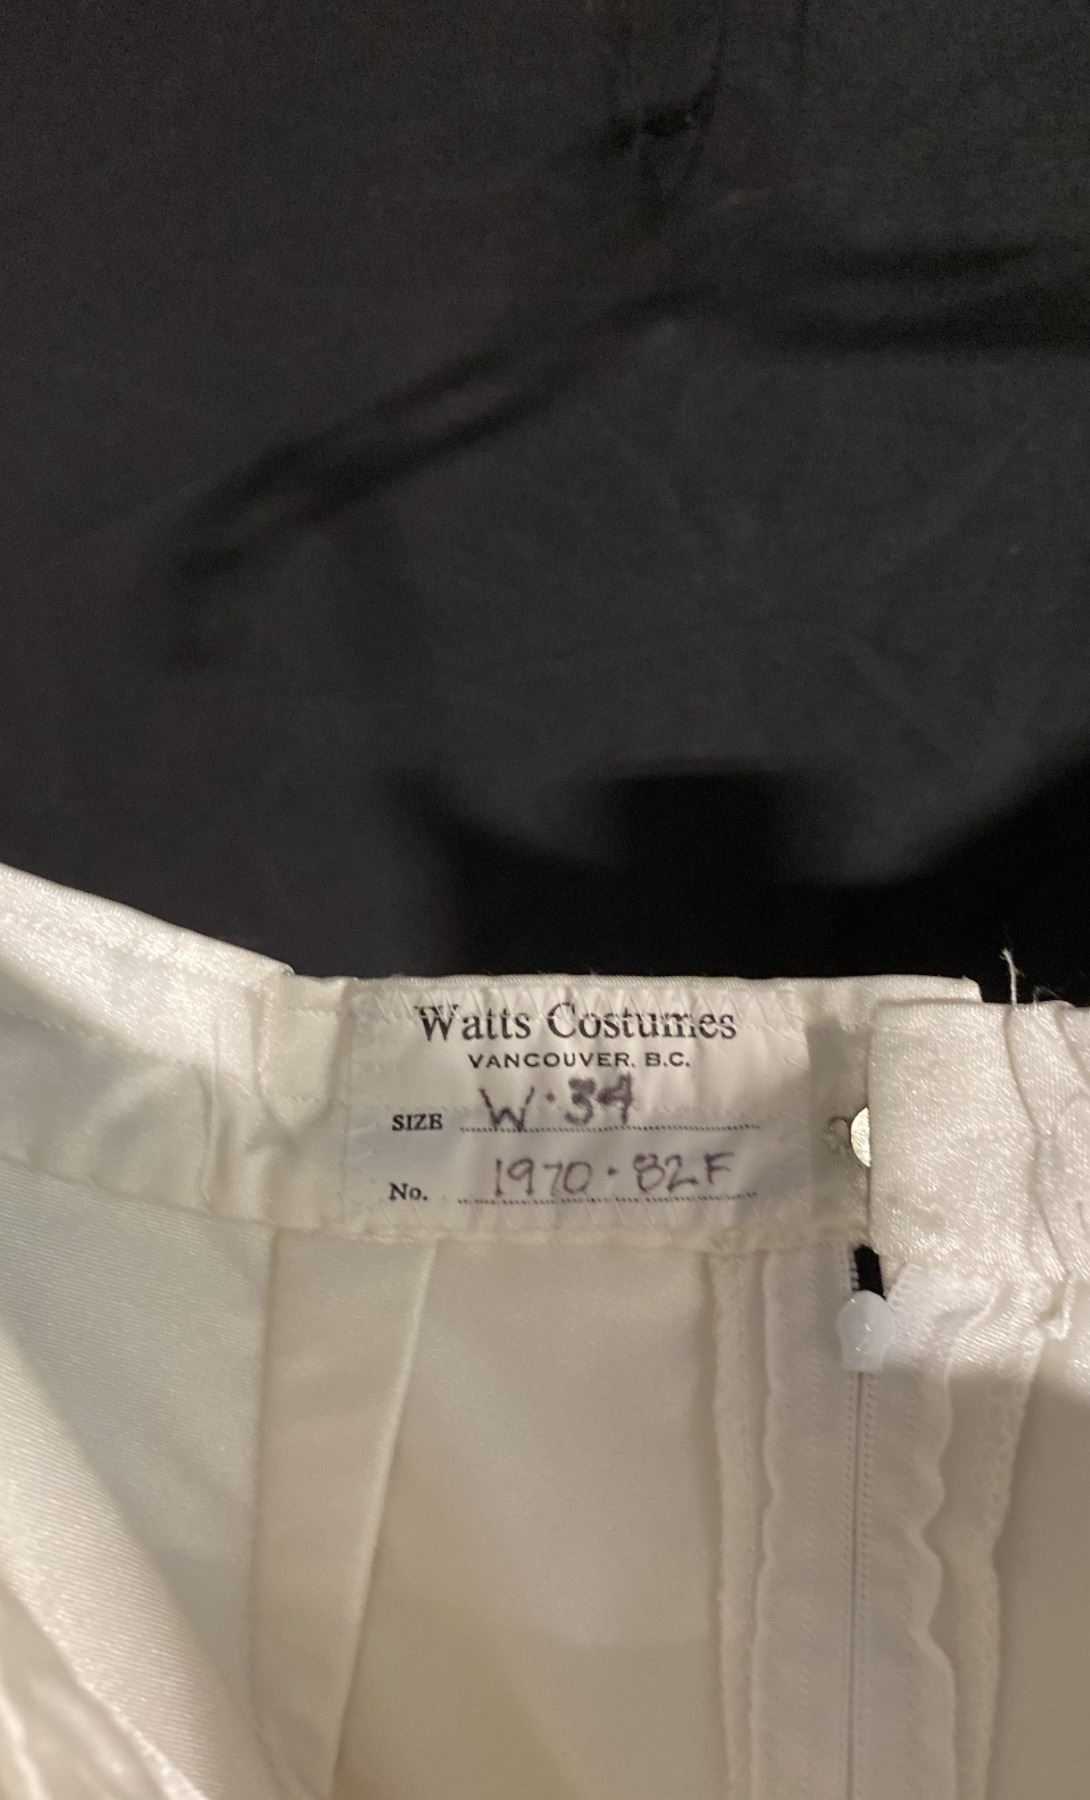 Watts Costumes
VANCOUVER, B.C.
SIZE W·34
No. 1970·82F